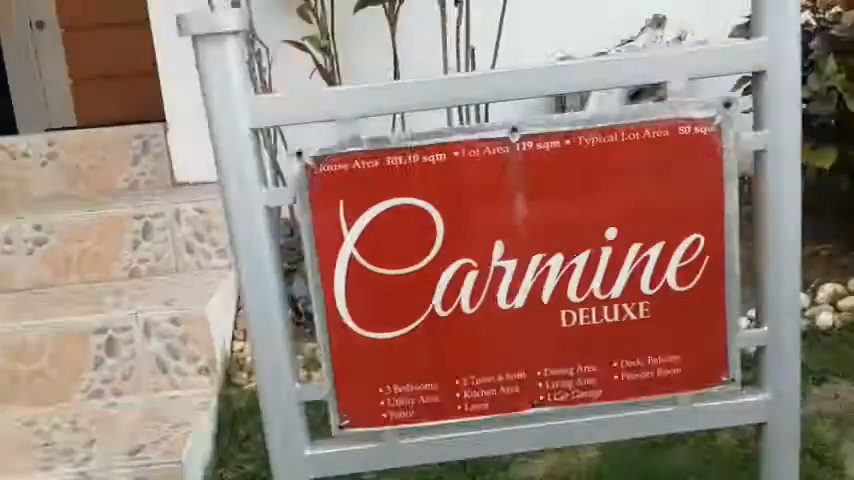 House Area 101.10 sqm • Lot Area 119 sqm • Typical Lot Area 80 sqm
Carmine
DELUXE
• 3 Bedrooms
• Utility Area
• Porch
• 2 Toilet & Bath
• Kitchen Area
• Lanai
• Dining Area
• Living Area
• 1 Car Garage
• Deck, Balcony
• Powder Room